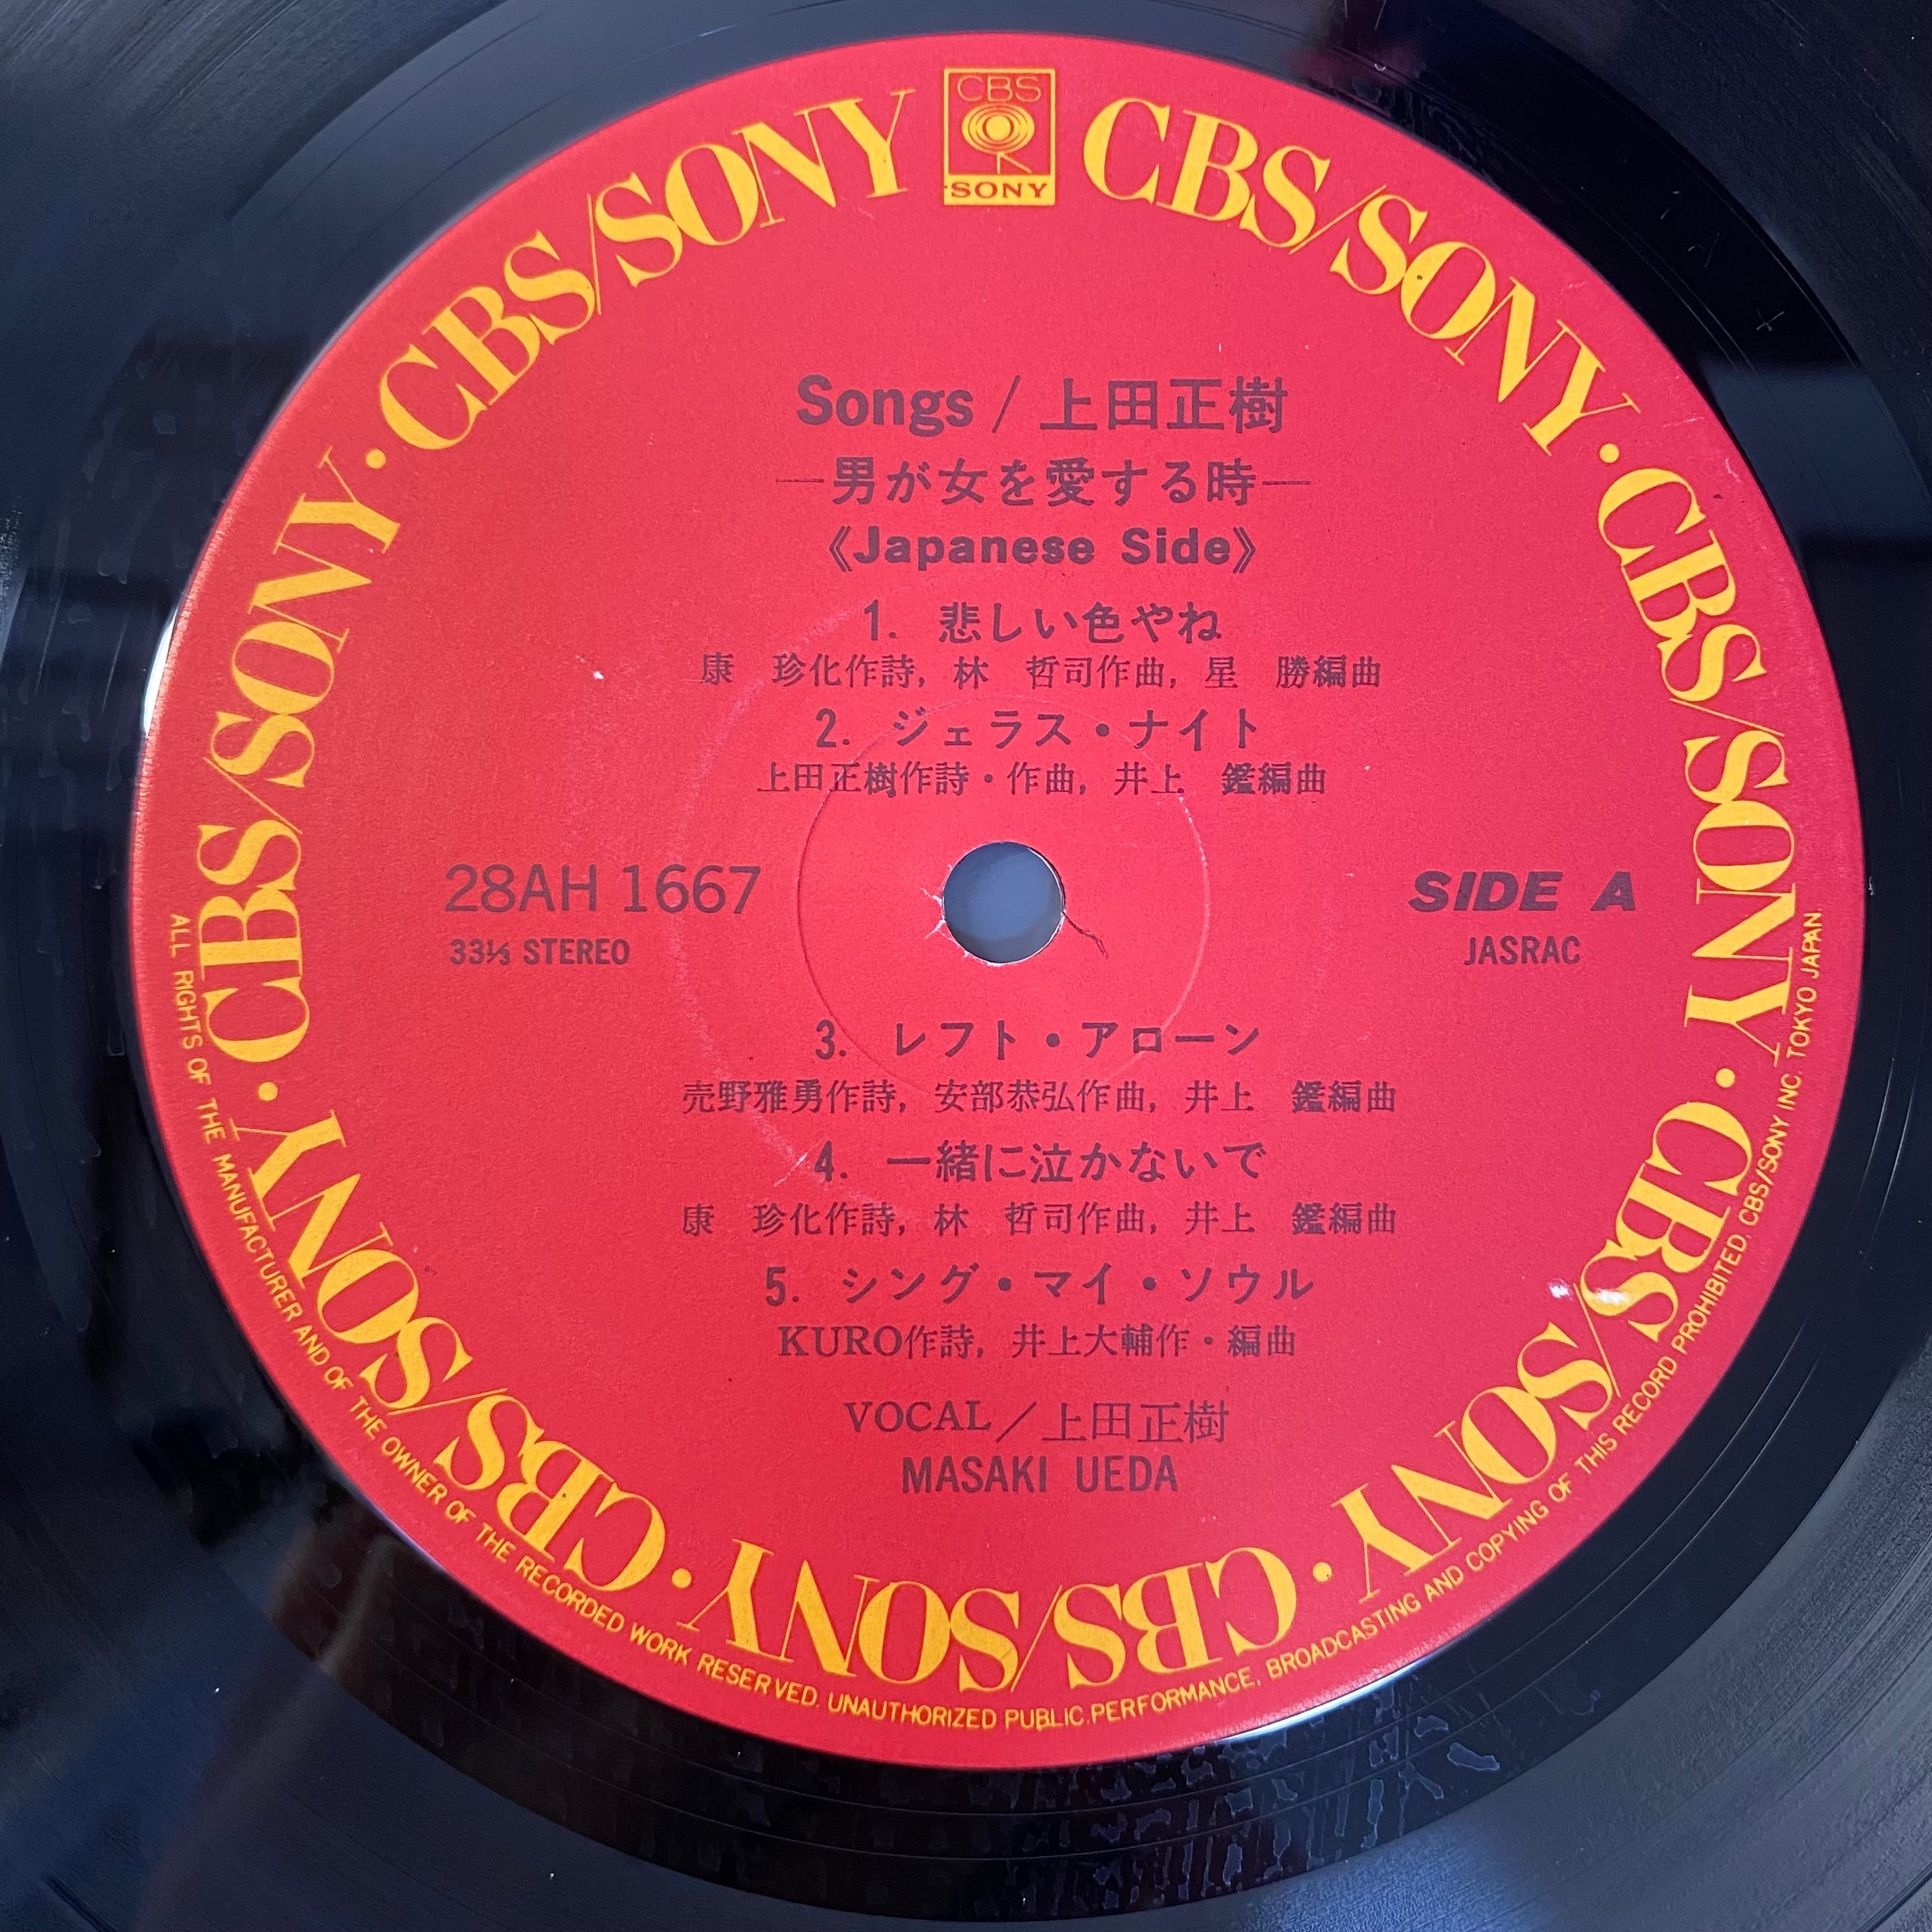 CBS
SONY
CBS/SONY · CBS/SONY · CBS/SONY · CBS/SONY · CBS/SONY · CBS/SONY · CBS/SONY · CBS/SONY
Songs / 上田正樹
—男が女を愛する時—
《Japanese Side》
1. 悲しい色やね
康　珍化作詩, 林　哲司作曲, 星　勝編曲
2. ジェラス・ナイト
上田正樹作詩・作曲, 井上　鑑編曲
28AH 1667
33⅓ STEREO
SIDE A
JASRAC
3. レフト・アローン
売野雅勇作詩, 安部恭弘作曲, 井上　鑑編曲
4. 一緒に泣かないで
康　珍化作詩, 林　哲司作曲, 井上　鑑編曲
5. シング・マイ・ソウル
KURO作詩, 井上大輔作・編曲
VOCAL／上田正樹
MASAKI UEDA
ALL RIGHTS OF THE MANUFACTURER AND OF THE OWNER OF THE RECORDED WORK RESERVED. UNAUTHORIZED PUBLIC PERFORMANCE, BROADCASTING AND COPYING OF THIS RECORD PROHIBITED. CBS/SONY INC. TOKYO JAPAN.